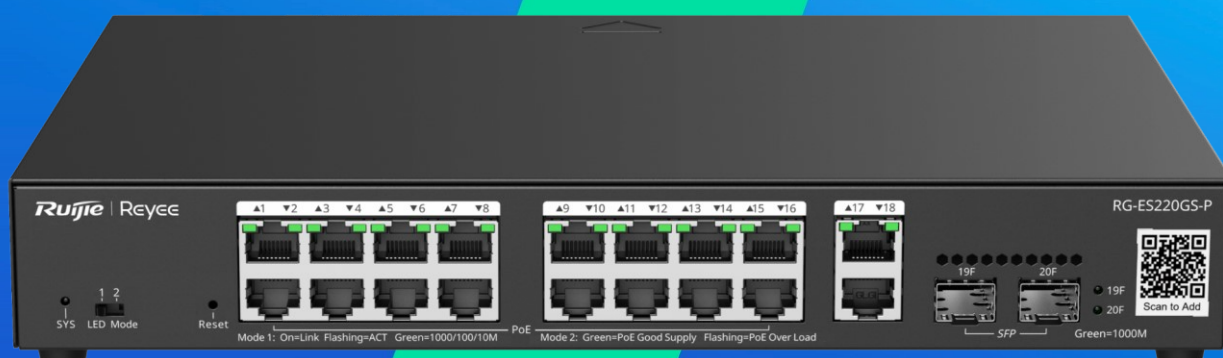 Ruijie | Reyee
RG-ES220GS-P
▲1 ▼2 ▲3 ▼4 ▲5 ▼6 ▲7 ▼8
▲9 ▼10 ▲11 ▼12 ▲13 ▼14 ▲15 ▼16
▲17 ▼18
19F 20F
19F
20F
Scan to Add
1 2
SYS LED Mode
Reset
PoE
SFP
Green=1000M
Mode 1: On=Link Flashing=ACT Green=1000/100/10M
Mode 2: Green=PoE Good Supply Flashing=PoE Over Load